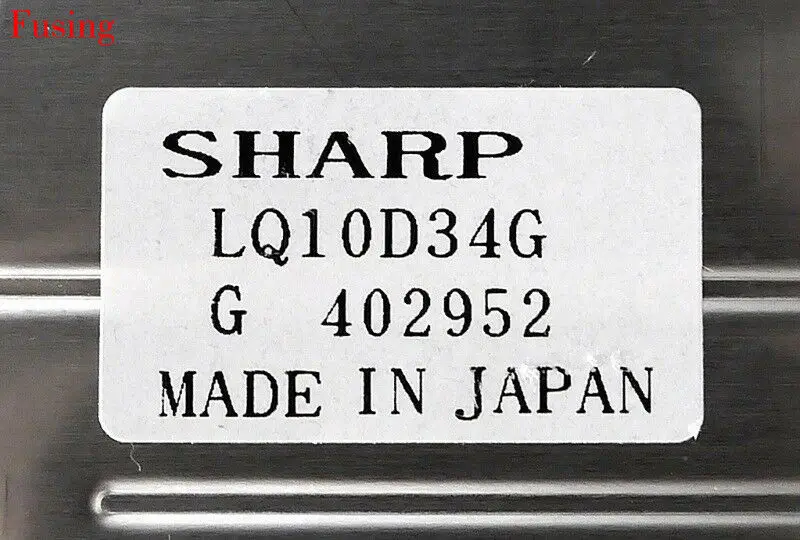 Fusing
SHARP
LQ10D34G
G 402952
MADE IN JAPAN